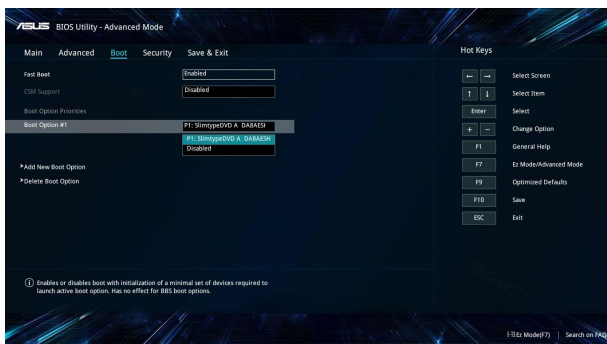 ASUS BIOS Utility - Advanced Mode
Main Advanced Boot Security Save & Exit
Hot Keys
Fast Boot Enabled
CSM Support Disabled
Boot Option Priorities
Boot Option #1 P1: SlimtypeDVD A DA8AESI
P1: SlimtypeDVD A DA8AESH
Disabled
>Add New Boot Option
>Delete Boot Option
← → Select Screen
↑ ↓ Select Item
Enter Select
+ − Change Option
F1 General Help
F7 Ez Mode/Advanced Mode
F9 Optimized Defaults
F10 Save
ESC Exit
Enables or disables boot with initialization of a minimal set of devices required to
launch active boot option. Has no effect for BBS boot options.
Ez Mode(F7) | Search on FAQ